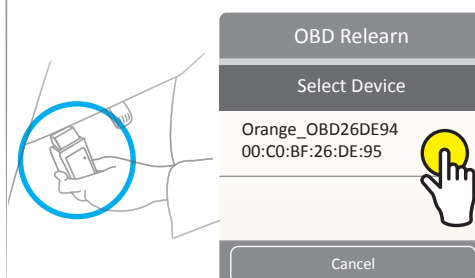 OBD Relearn
Select Device
Orange_OBD26DE94
00:C0:BF:26:DE:95
Cancel